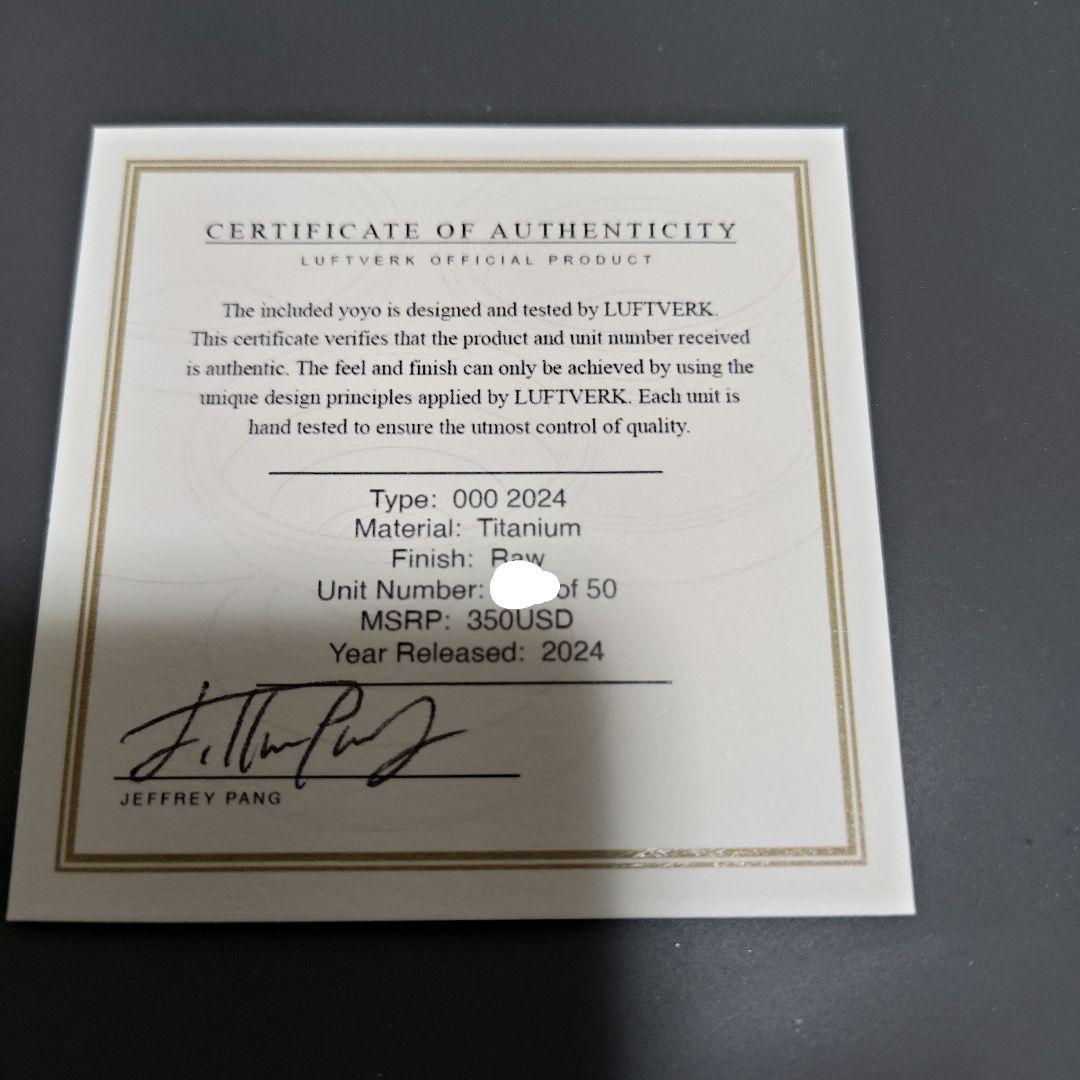 CERTIFICATE OF AUTHENTICITY
LUFTVERK OFFICIAL PRODUCT
The included yoyo is designed and tested by LUFTVERK.
This certificate verifies that the product and unit number received
is authentic. The feel and finish can only be achieved by using the
unique design principles applied by LUFTVERK. Each unit is
hand tested to ensure the utmost control of quality.
Type: 000 2024
Material: Titanium
Finish: Raw
Unit Number: of 50
MSRP: 350USD
Year Released: 2024
JEFFREY PANG